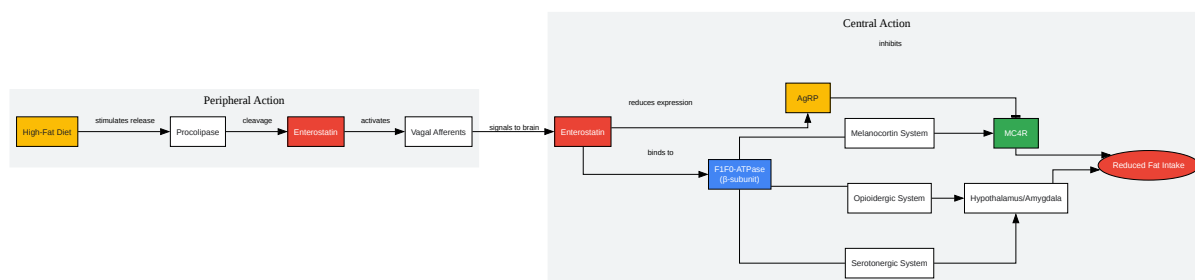 Central Action
inhibits
Peripheral Action
High-Fat Diet
stimulates release
Procolipase
cleavage
Enterostatin
activates
Vagal Afferents
signals to brain
Enterostatin
reduces expression
AgRP
binds to
F1F0-ATPase
(β-subunit)
Melanocortin System
MC4R
Opioidergic System
Hypothalamus/Amygdala
Serotonergic System
Reduced Fat Intake